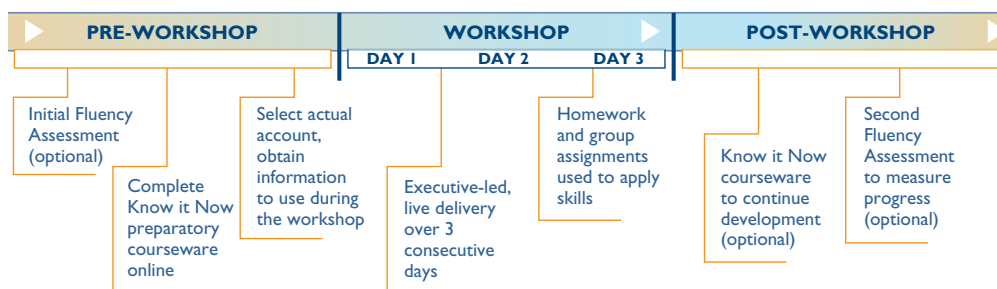 PRE-WORKSHOP
WORKSHOP
POST-WORKSHOP
DAY 1
DAY 2
DAY 3
Initial Fluency
Assessment
(optional)
Complete
Know it Now
preparatory
courseware
online
Select actual
account,
obtain
information
to use during
the workshop
Executive-led,
live delivery
over 3
consecutive
days
Homework
and group
assignments
used to apply
skills
Know it Now
courseware
to continue
development
(optional)
Second
Fluency
Assessment
to measure
progress
(optional)